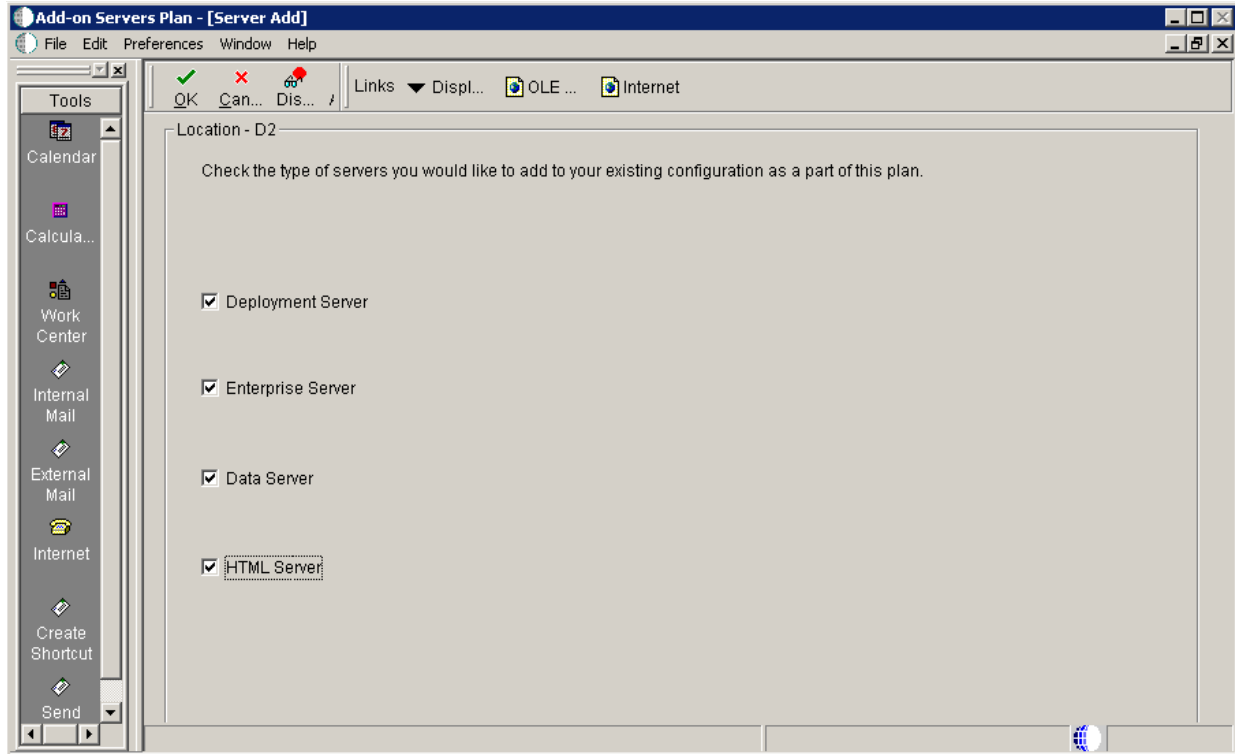 Add-on Servers Plan - [Server Add]
File Edit Preferences Window Help
Tools
OK Can... Dis... Links Displ... OLE ... Internet
Calendar
Calcula...
Work
Center
Internal
Mail
External
Mail
Internet
Create
Shortcut
Send
Location - D2
Check the type of servers you would like to add to your existing configuration as a part of this plan.
Deployment Server
Enterprise Server
Data Server
HTML Server